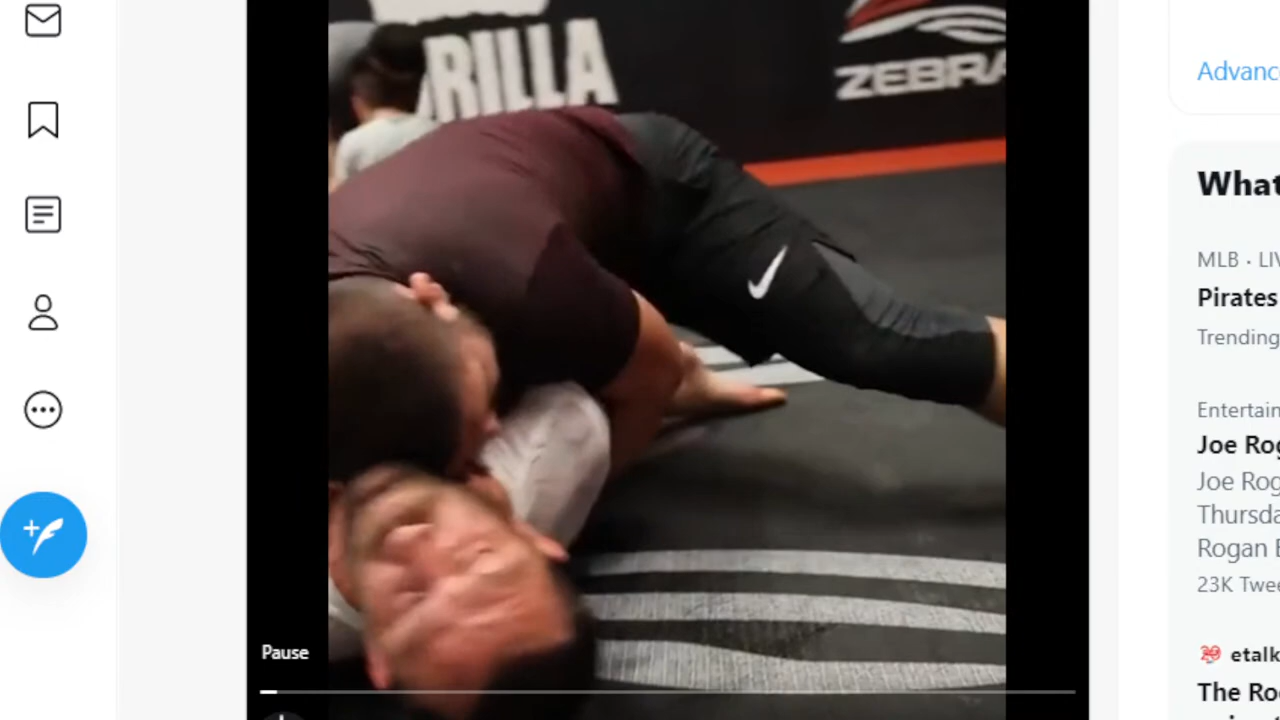 RILLA
ZEBRA
Pause
Advanc
What
MLB · LIV
Pirates
Trending
Entertain
Joe Rog
Joe Rog
Thursda
Rogan E
23K Twee
etalk
The Ro